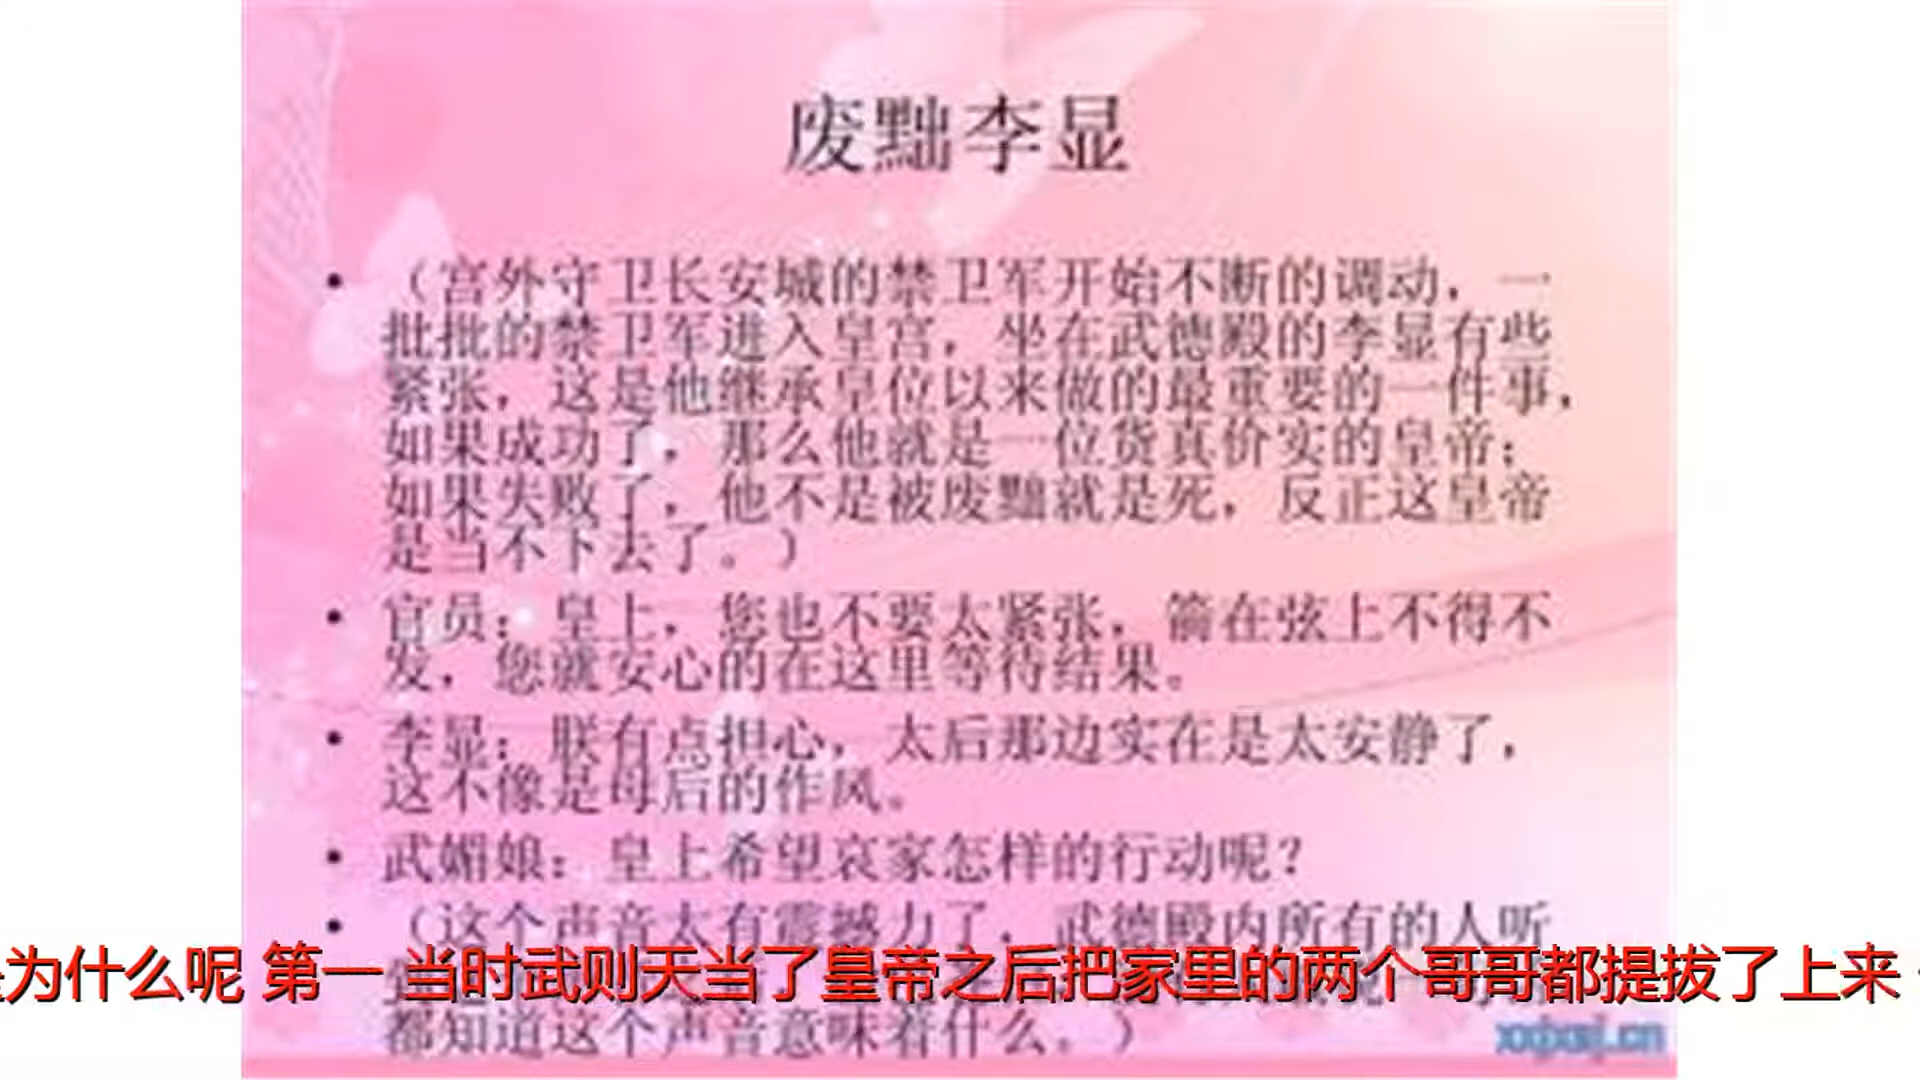 废黜李显
• （宫外守卫长安城的禁卫军开始不断的调动，一
批批的禁卫军进入皇宫，坐在武德殿的李显有些
紧张，这是他继承皇位以来做的最重要的一件事，
如果成功了，那么他就是一位货真价实的皇帝；
如果失败了，他不是被废黜就是死，反正这皇帝
是当不下去了。）
• 官员：皇上，您也不要太紧张，箭在弦上不得不
发，您就安心的在这里等待结果。
• 李显：朕有点担心，太后那边实在是太安静了，
这不像是母后的作风。
• 武媚娘：皇上希望哀家怎样的行动呢？
• （这个声音太有震撼力了，武德殿内所有的人听
为什么呢 第一 当时武则天当了皇帝之后把家里的两个哥哥都提拔了上来
都知道这个声音意味着什么。）